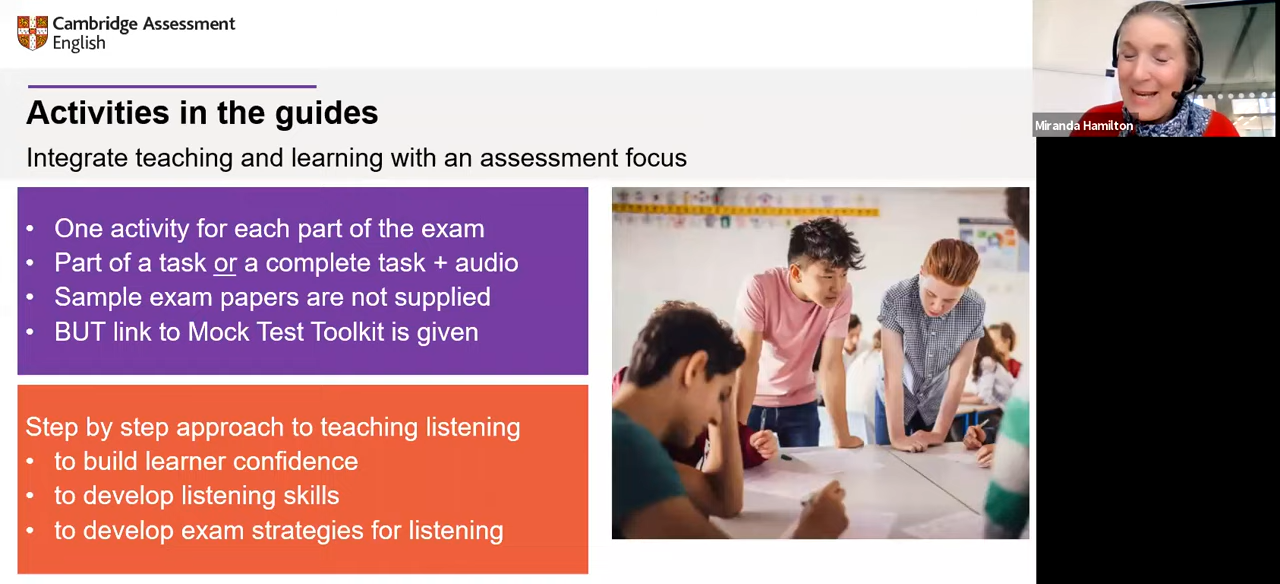 Cambridge Assessment
English
Miranda Hamilton
Activities in the guides
Integrate teaching and learning with an assessment focus
• One activity for each part of the exam
• Part of a task or a complete task + audio
• Sample exam papers are not supplied
• BUT link to Mock Test Toolkit is given
Step by step approach to teaching listening
• to build learner confidence
• to develop listening skills
• to develop exam strategies for listening